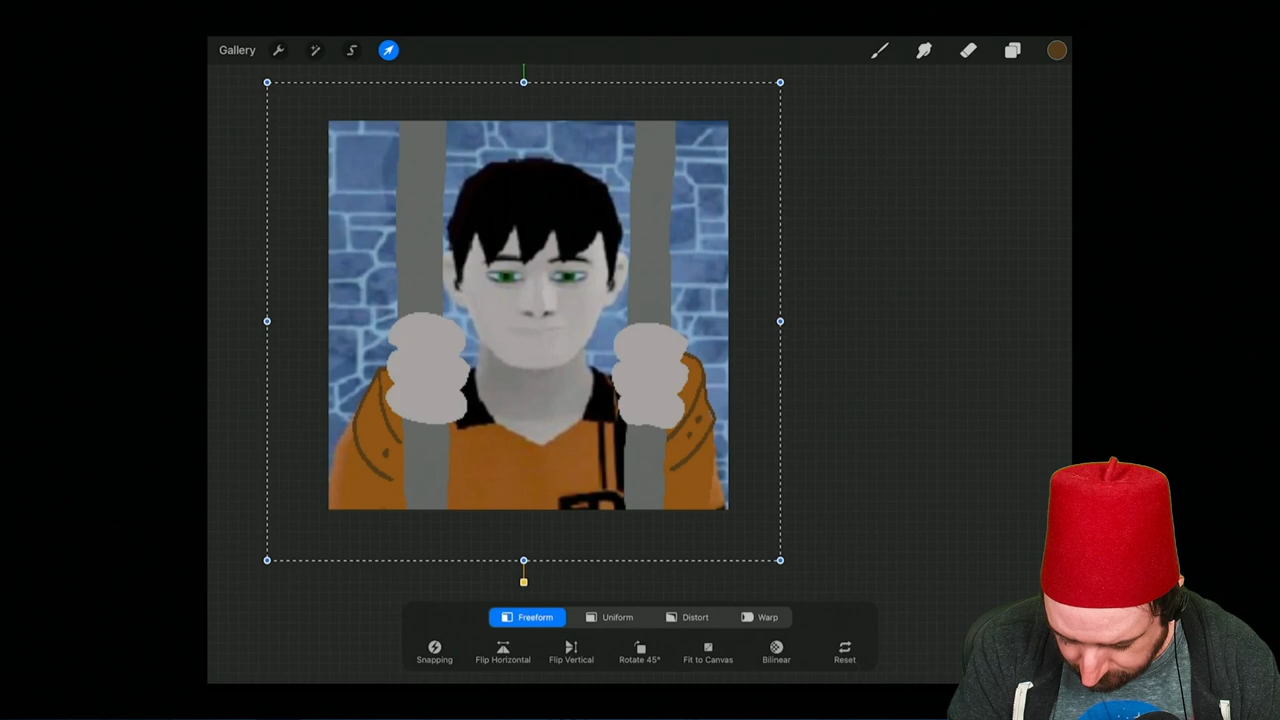 Gallery
Freeform Uniform Distort Warp
Snapping Flip Horizontal Flip Vertical Rotate 45° Fit to Canvas Bilinear Reset